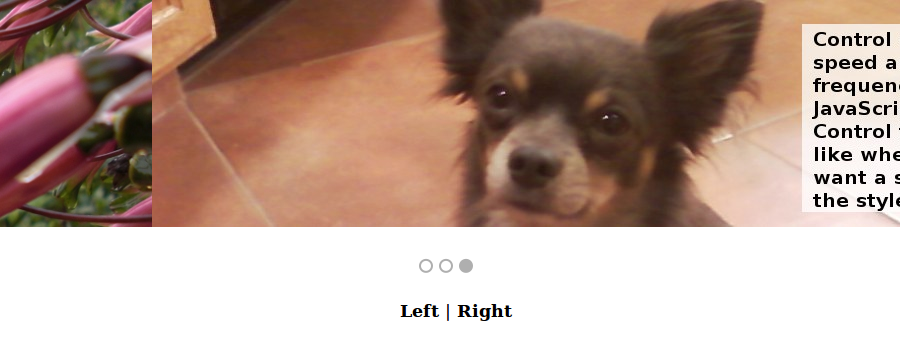 Control
speed a
frequenc
JavaScri
Control
like whe
want a s
the style
Left | Right